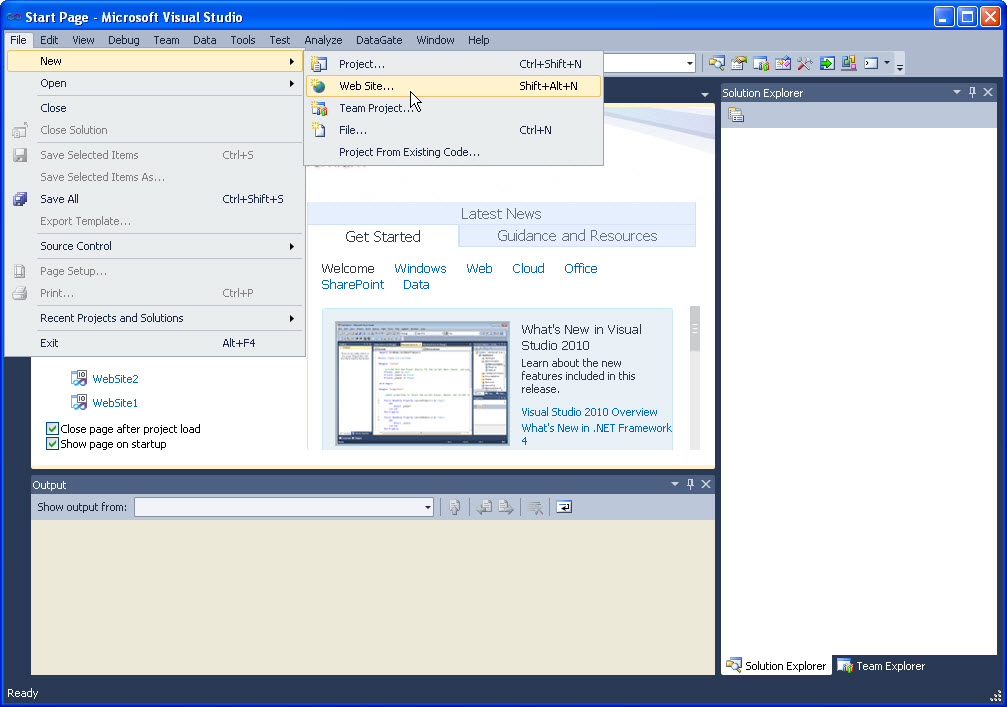 Start Page - Microsoft Visual Studio
File Edit View Debug Team Data Tools Test Analyze DataGate Window Help
New
Open
Close
Close Solution
Save Selected Items Ctrl+S
Save Selected Items As...
Save All Ctrl+Shift+S
Export Template...
Source Control
Page Setup...
Print... Ctrl+P
Recent Projects and Solutions
Exit Alt+F4
Project... Ctrl+Shift+N
Web Site... Shift+Alt+N
Team Project...
File... Ctrl+N
Project From Existing Code...
Latest News
Get Started Guidance and Resources
Welcome Windows Web Cloud Office
SharePoint Data
What's New in Visual
Studio 2010
Learn about the new
features included in this
release.
Visual Studio 2010 Overview
What's New in .NET Framework
4
WebSite2
WebSite1
Close page after project load
Show page on startup
Output
Show output from:
Solution Explorer
Solution Explorer Team Explorer
Ready